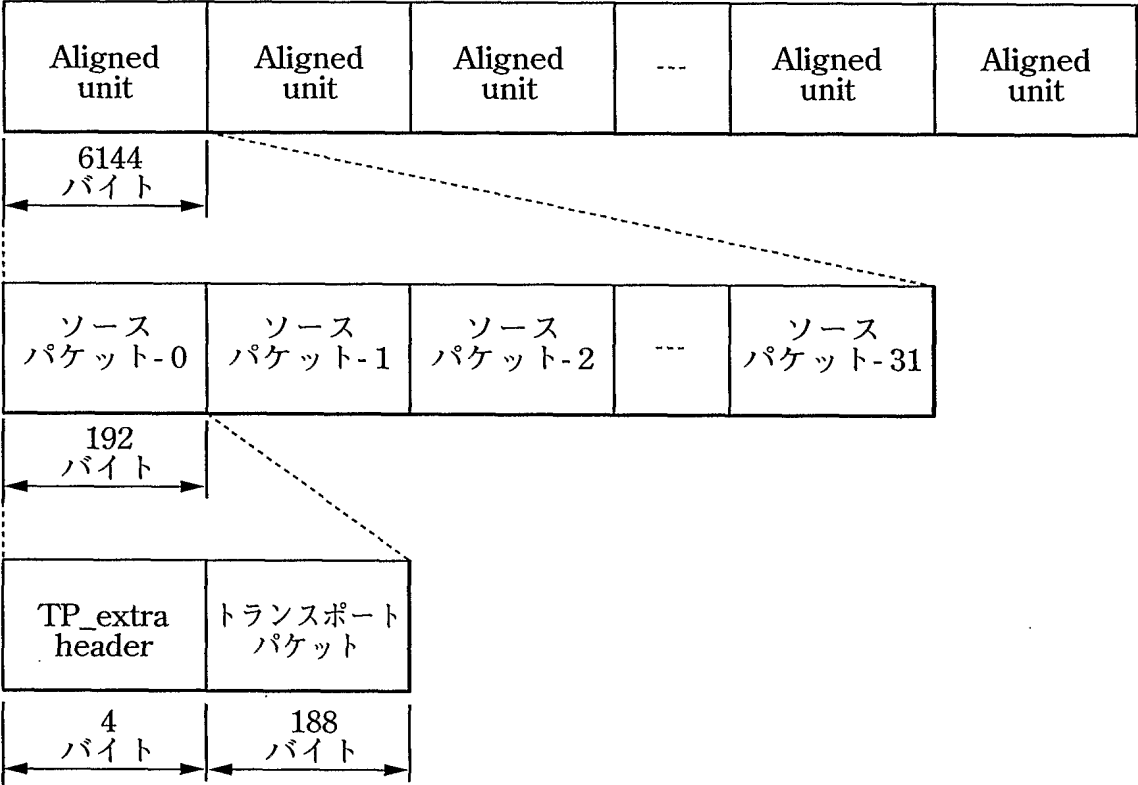 Aligned
unit
Aligned
unit
Aligned
unit
---
Aligned
unit
Aligned
unit
6144
バイト
ソース
パケット-0
ソース
パケット-1
ソース
パケット-2
---
ソース
パケット-31
192
バイト
TP_extra
header
トランスポート
パケット
4
バイト
188
バイト